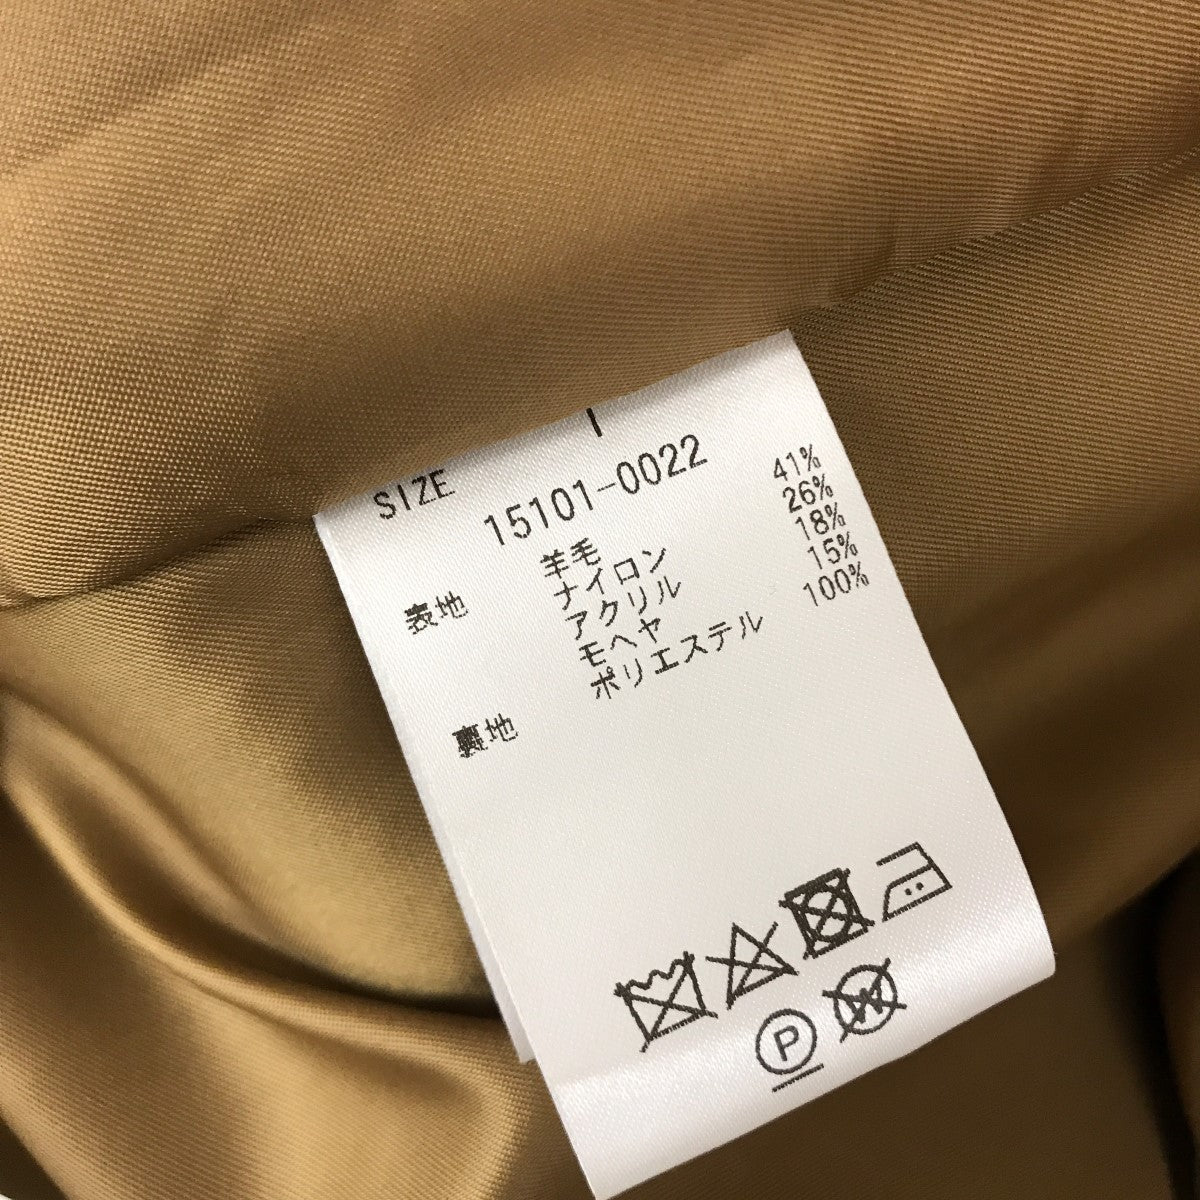 SIZE
15101-0022
表地 羊毛 41%
ナイロン 26%
アクリル 18%
モヘヤ 15%
裏地 ポリエステル 100%
P
W